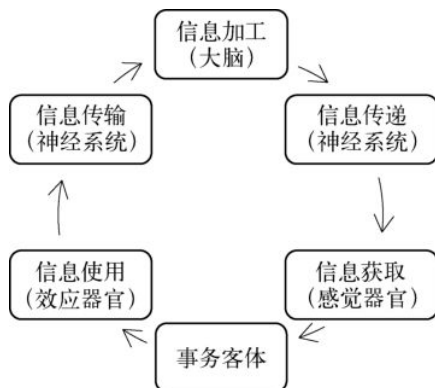 信息加工
(大脑)
信息传输
(神经系统)
信息传递
(神经系统)
信息使用
(效应器官)
信息获取
(感觉器官)
事务客体